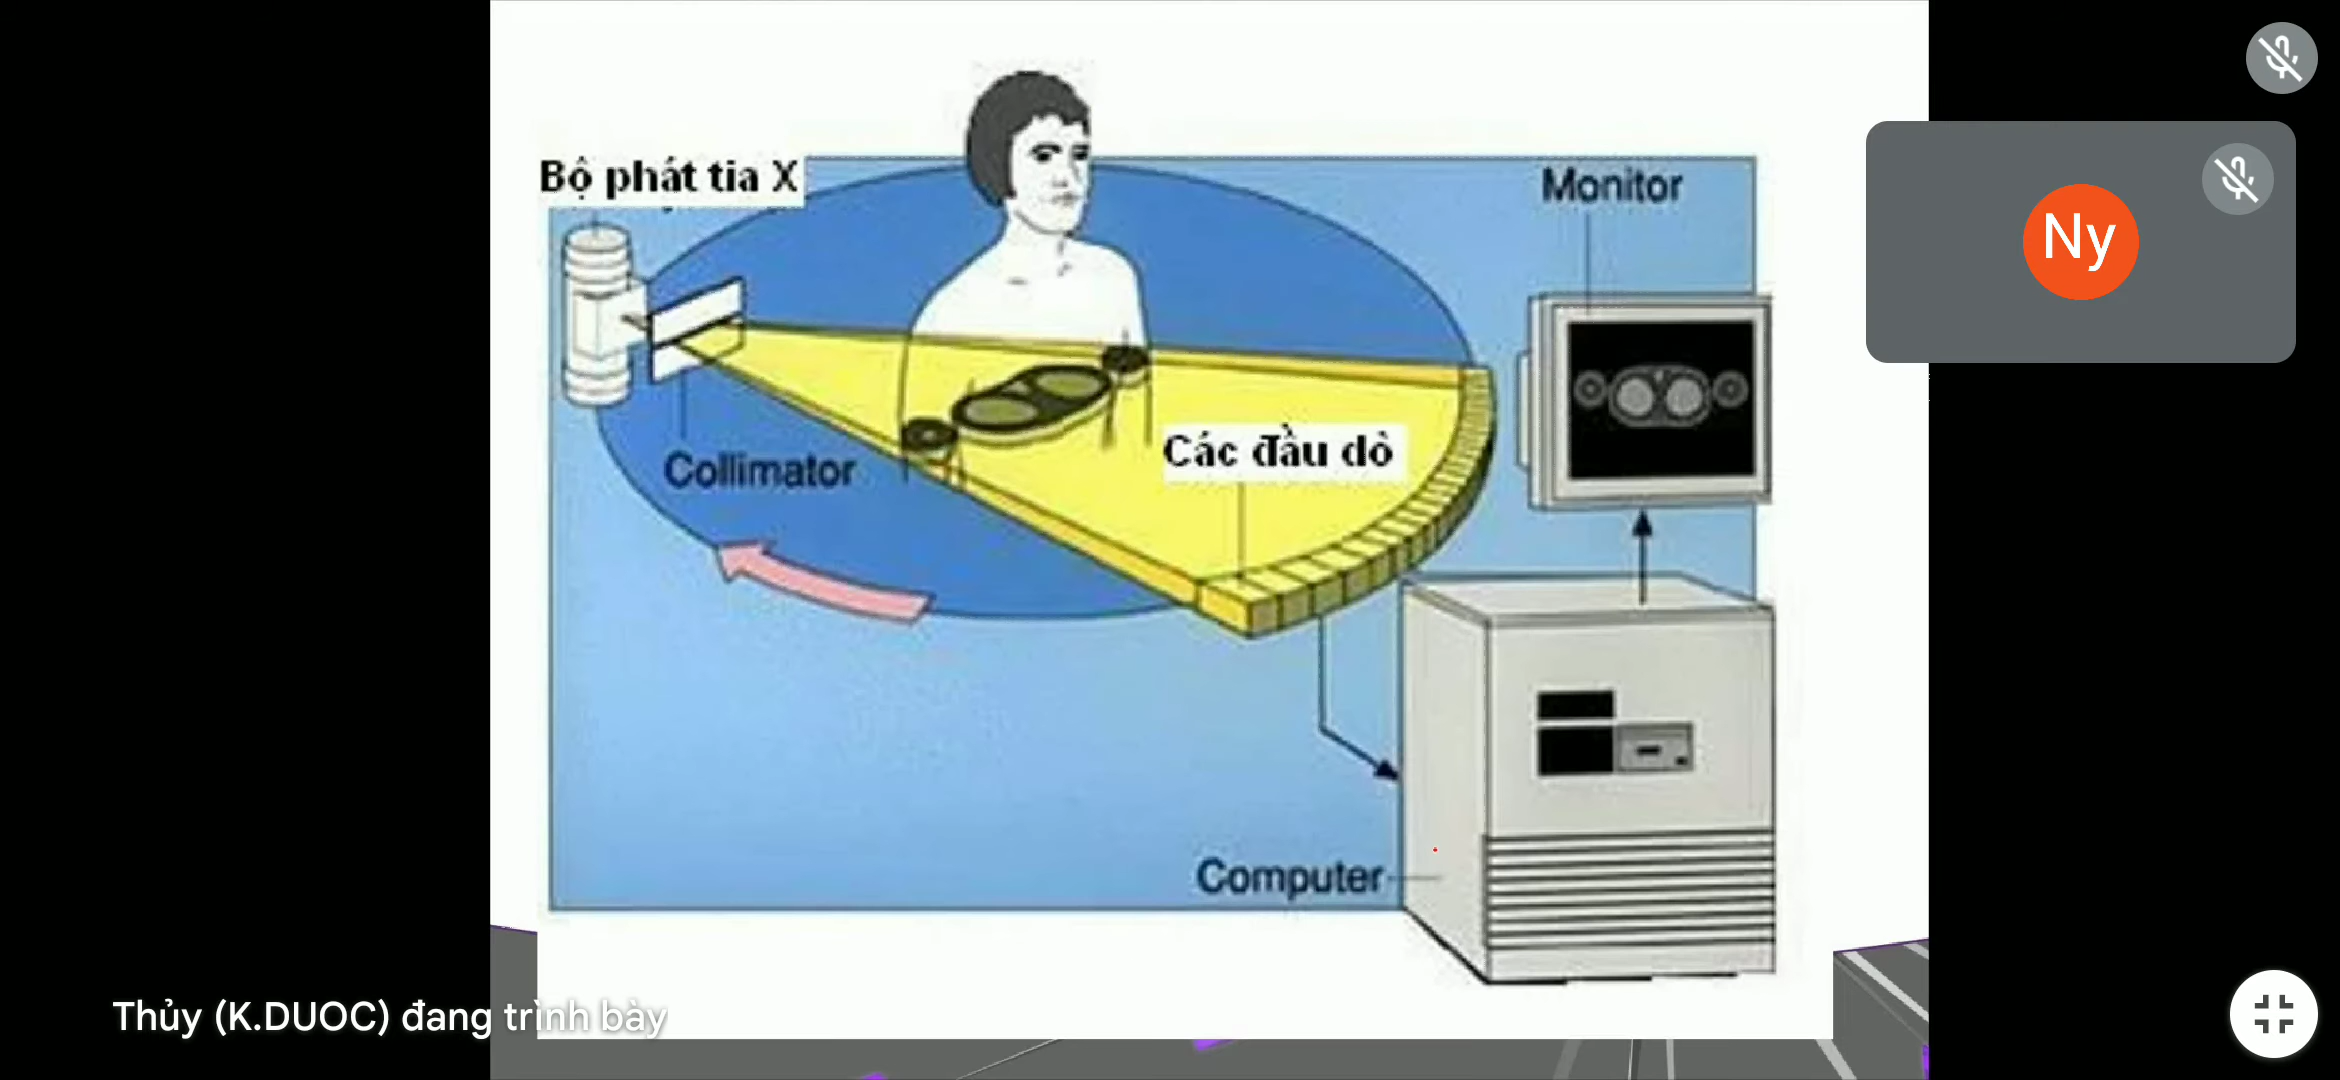 Bộ phát tia X
Monitor
Ny
Các đầu dò
Collimator
Computer
Thủy (K.DUOC) đang trình bày